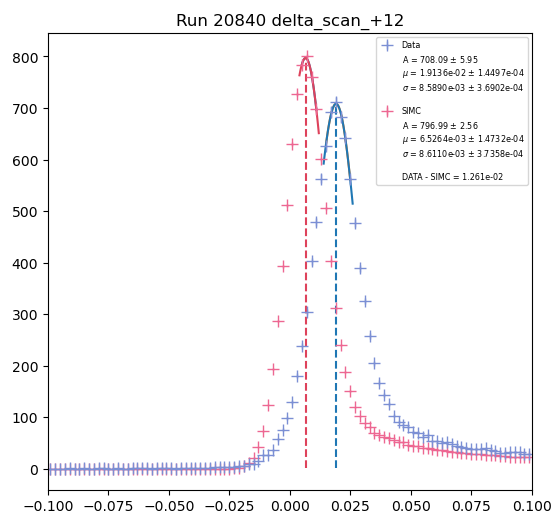 Run 20840 delta_scan_+12
Data
A = 708.09 ± 5.95
μ = 1.9136e-02 ± 1.4497e-04
σ = 8.5890e-03 ± 3.6902e-04
SIMC
A = 796.99 ± 2.56
μ = 6.5264e-03 ± 1.4732e-04
σ = 8.6110e-03 ± 3.7358e-04
DATA - SIMC = 1.261e-02
800
700
600
500
400
300
200
100
0
−0.100 −0.075 −0.050 −0.025 0.000 0.025 0.050 0.075 0.100